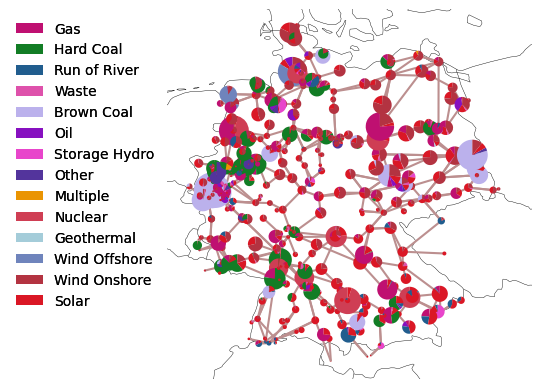 Gas
Hard Coal
Run of River
Waste
Brown Coal
Oil
Storage Hydro
Other
Multiple
Nuclear
Geothermal
Wind Offshore
Wind Onshore
Solar